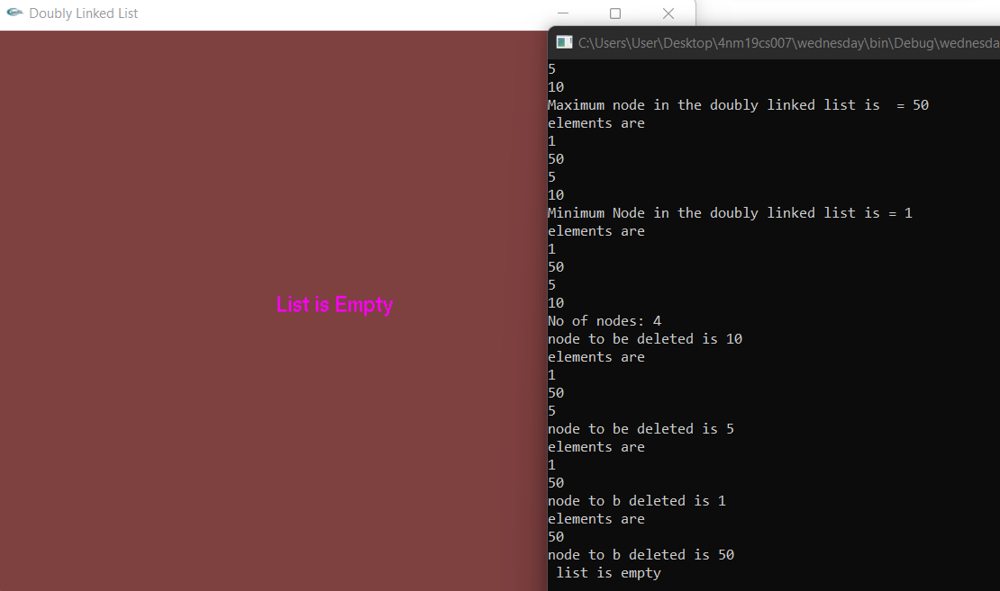 Doubly Linked List
List is Empty
C:\Users\User\Desktop\4nm19cs007\wednesday\bin\Debug\wednesda
5
10
Maximum node in the doubly linked list is  = 50
elements are
1
50
5
10
Minimum Node in the doubly linked list is = 1
elements are
1
50
5
10
No of nodes: 4
node to be deleted is 10
elements are
1
50
5
node to be deleted is 5
elements are
1
50
node to b deleted is 1
elements are
50
node to b deleted is 50
 list is empty